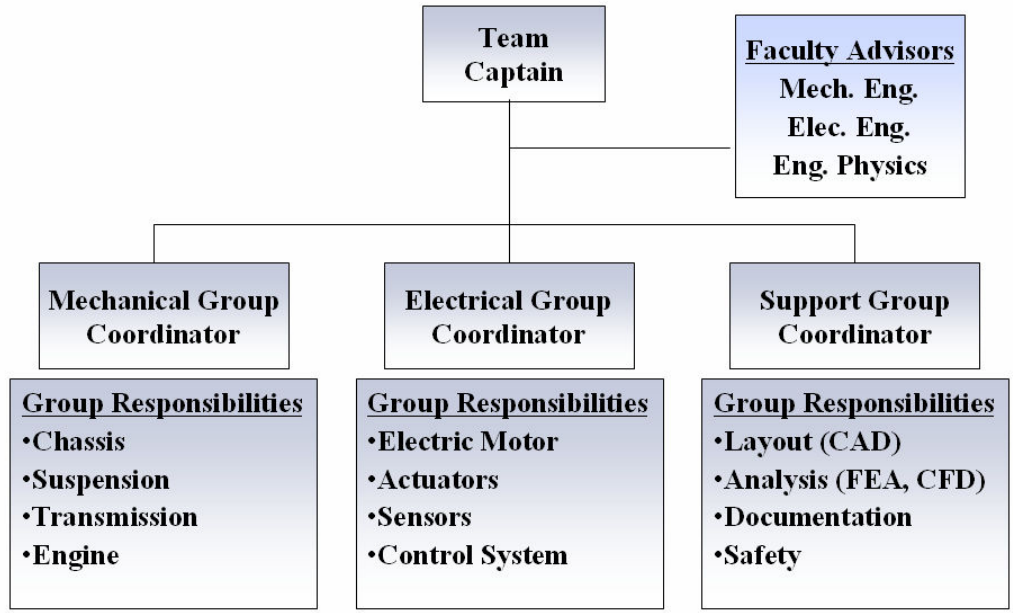 Team
Captain
Faculty Advisors
Mech. Eng.
Elec. Eng.
Eng. Physics
Mechanical Group
Coordinator
Electrical Group
Coordinator
Support Group
Coordinator
Group Responsibilities
•Chassis
•Suspension
•Transmission
•Engine
Group Responsibilities
•Electric Motor
•Actuators
•Sensors
•Control System
Group Responsibilities
•Layout (CAD)
•Analysis (FEA, CFD)
•Documentation
•Safety